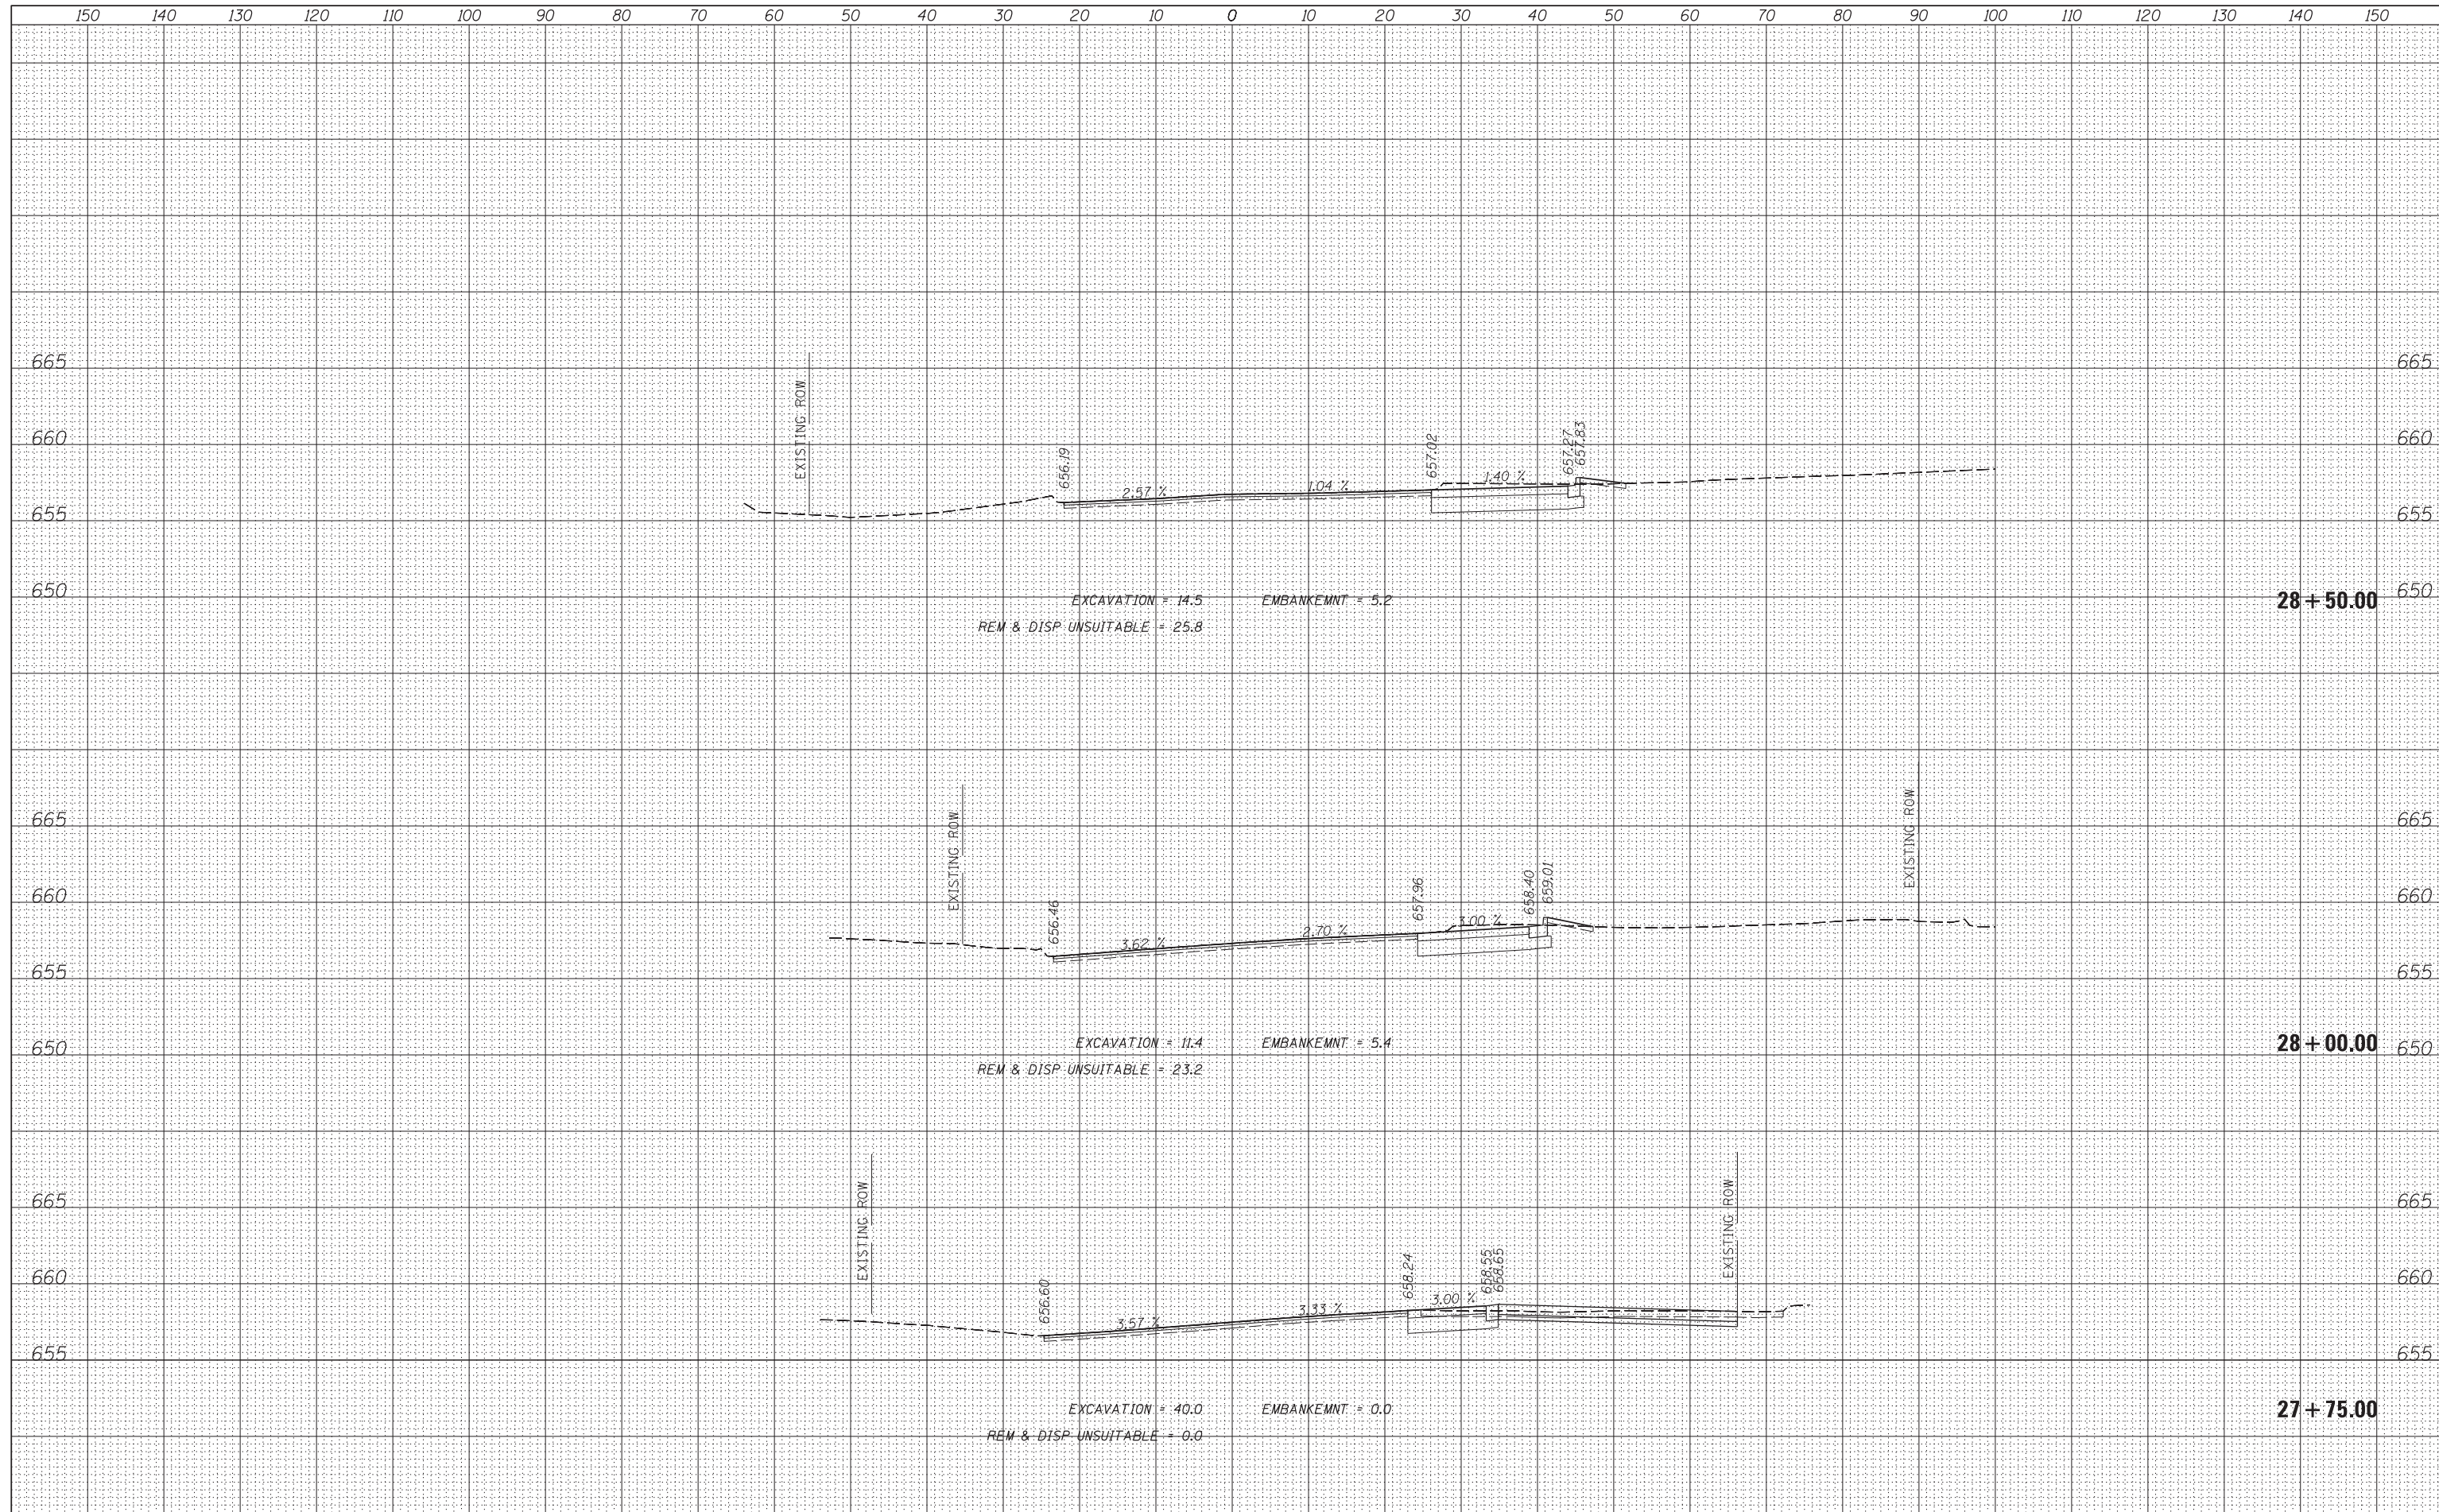 150 140 130 120 110 100 90 80 70 60 50 40 30 20 10 0 10 20 30 40 50 60 70 80 90 100 110 120 130 140 150
665 665
EXISTING ROW
660 660
656.19 657.02 657.27 657.83
2.57 % 1.04 % 1.40 %
655 655
650 650
EXCAVATION = 14.5 EMBANKEMNT = 5.2
28+50.00
REM & DISP UNSUITABLE = 25.8
665 665
EXISTING ROW EXISTING ROW
660 660
656.46 657.96 658.40 659.01
3.62 % 2.70 % 3.00 %
655 655
650 650
EXCAVATION = 11.4 EMBANKEMNT = 5.4
28+00.00
REM & DISP UNSUITABLE = 23.2
665 665
EXISTING ROW EXISTING ROW
660 660
656.60 658.24 658.55 658.65
3.57 % 3.33 % 3.00 %
655 655
EXCAVATION = 40.0 EMBANKEMNT = 0.0
27+75.00
REM & DISP UNSUITABLE = 0.0